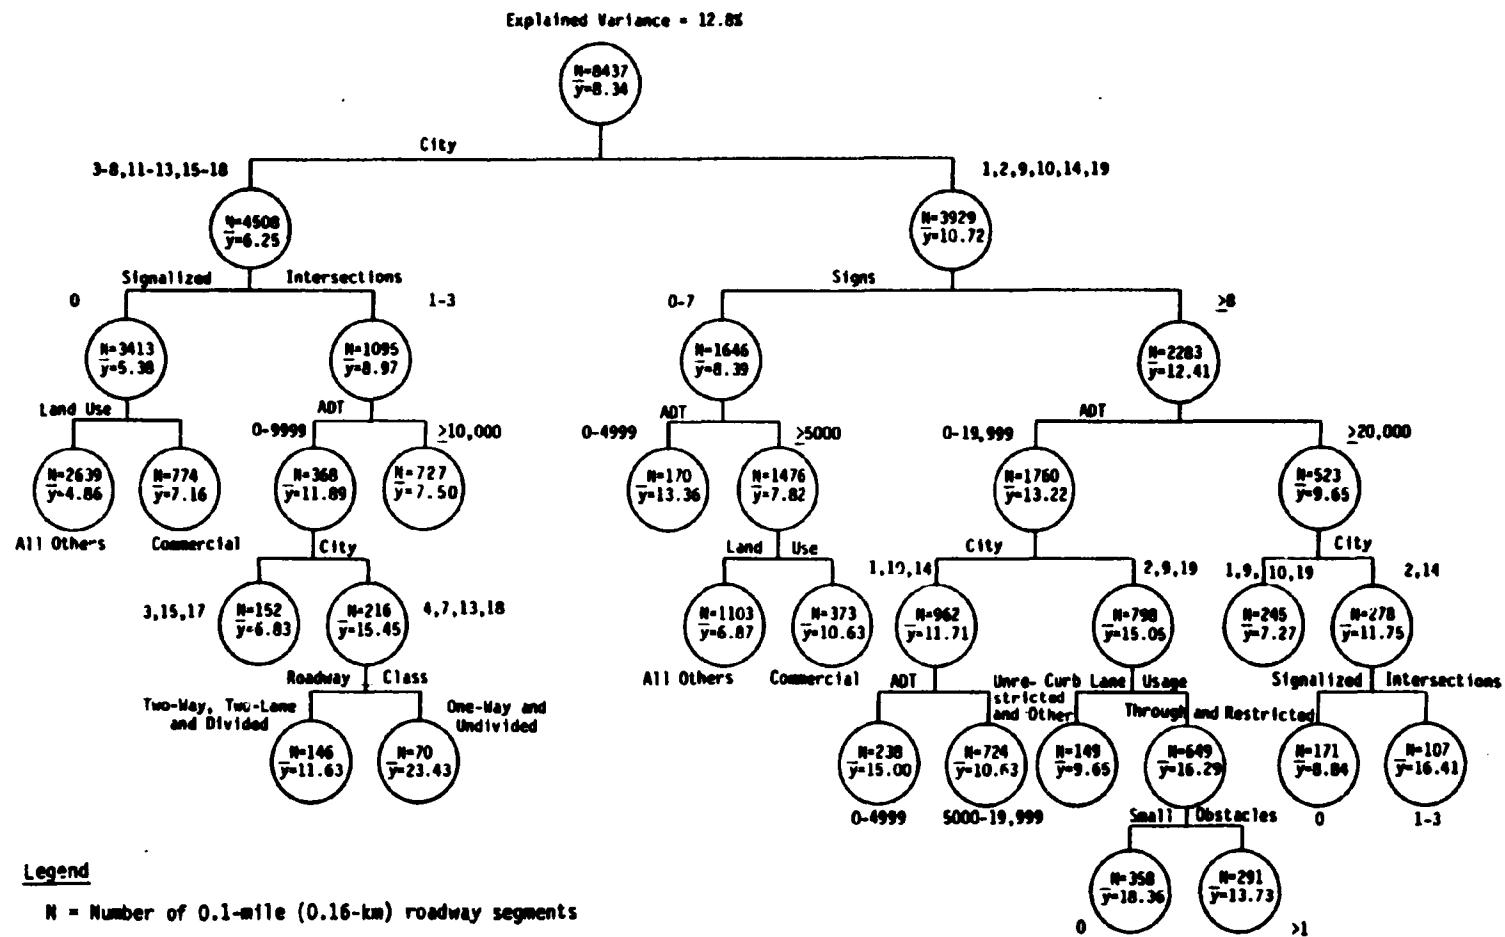 Explained Variance = 12.8%
N=8437
y=8.34
City
3-8,11-13,15-18
1,2,9,10,14,19
N=4508
y=6.25
N=3929
y=10.72
Signalized Intersections
Signs
0
1-3
0-7
≥8
N=3413
y=5.38
N=1095
y=8.97
N=1646
y=8.39
N=2283
y=12.41
Land Use
ADT
ADT
ADT
0-9999
≥10,000
0-4999
≥5000
0-19,999
≥20,000
N=2639
y=4.86
N=774
y=7.16
N=368
y=11.89
N=727
y=7.50
N=170
y=13.36
N=1476
y=7.82
N=1760
y=13.22
N=523
y=9.65
All Others
Commercial
City
Land Use
City
City
1,10,14
2,9,19
1,9,10,19
2,14
3,15,17
N=152
y=6.83
N=216
y=15.45
4,7,13,18
N=1103
y=6.87
N=373
y=10.63
N=962
y=11.71
N=798
y=15.05
N=245
y=7.27
N=278
y=11.75
Roadway Class
All Others
Commercial
ADT
Unre-
stricted
and Other
Curb Lane Usage
Through and Restricted
Signalized Intersections
Two-Way, Two-Lane
and Divided
One-Way and
Undivided
N=146
y=11.63
N=70
y=23.43
N=238
y=15.00
N=724
y=10.63
N=149
y=9.65
N=649
y=16.29
N=171
y=8.84
N=107
y=16.41
0-4999
5000-19,999
Small Obstacles
0
1-3
N=358
y=18.36
N=291
y=13.73
0
>1
Legend
N = Number of 0.1-mile (0.16-km) roadway segments